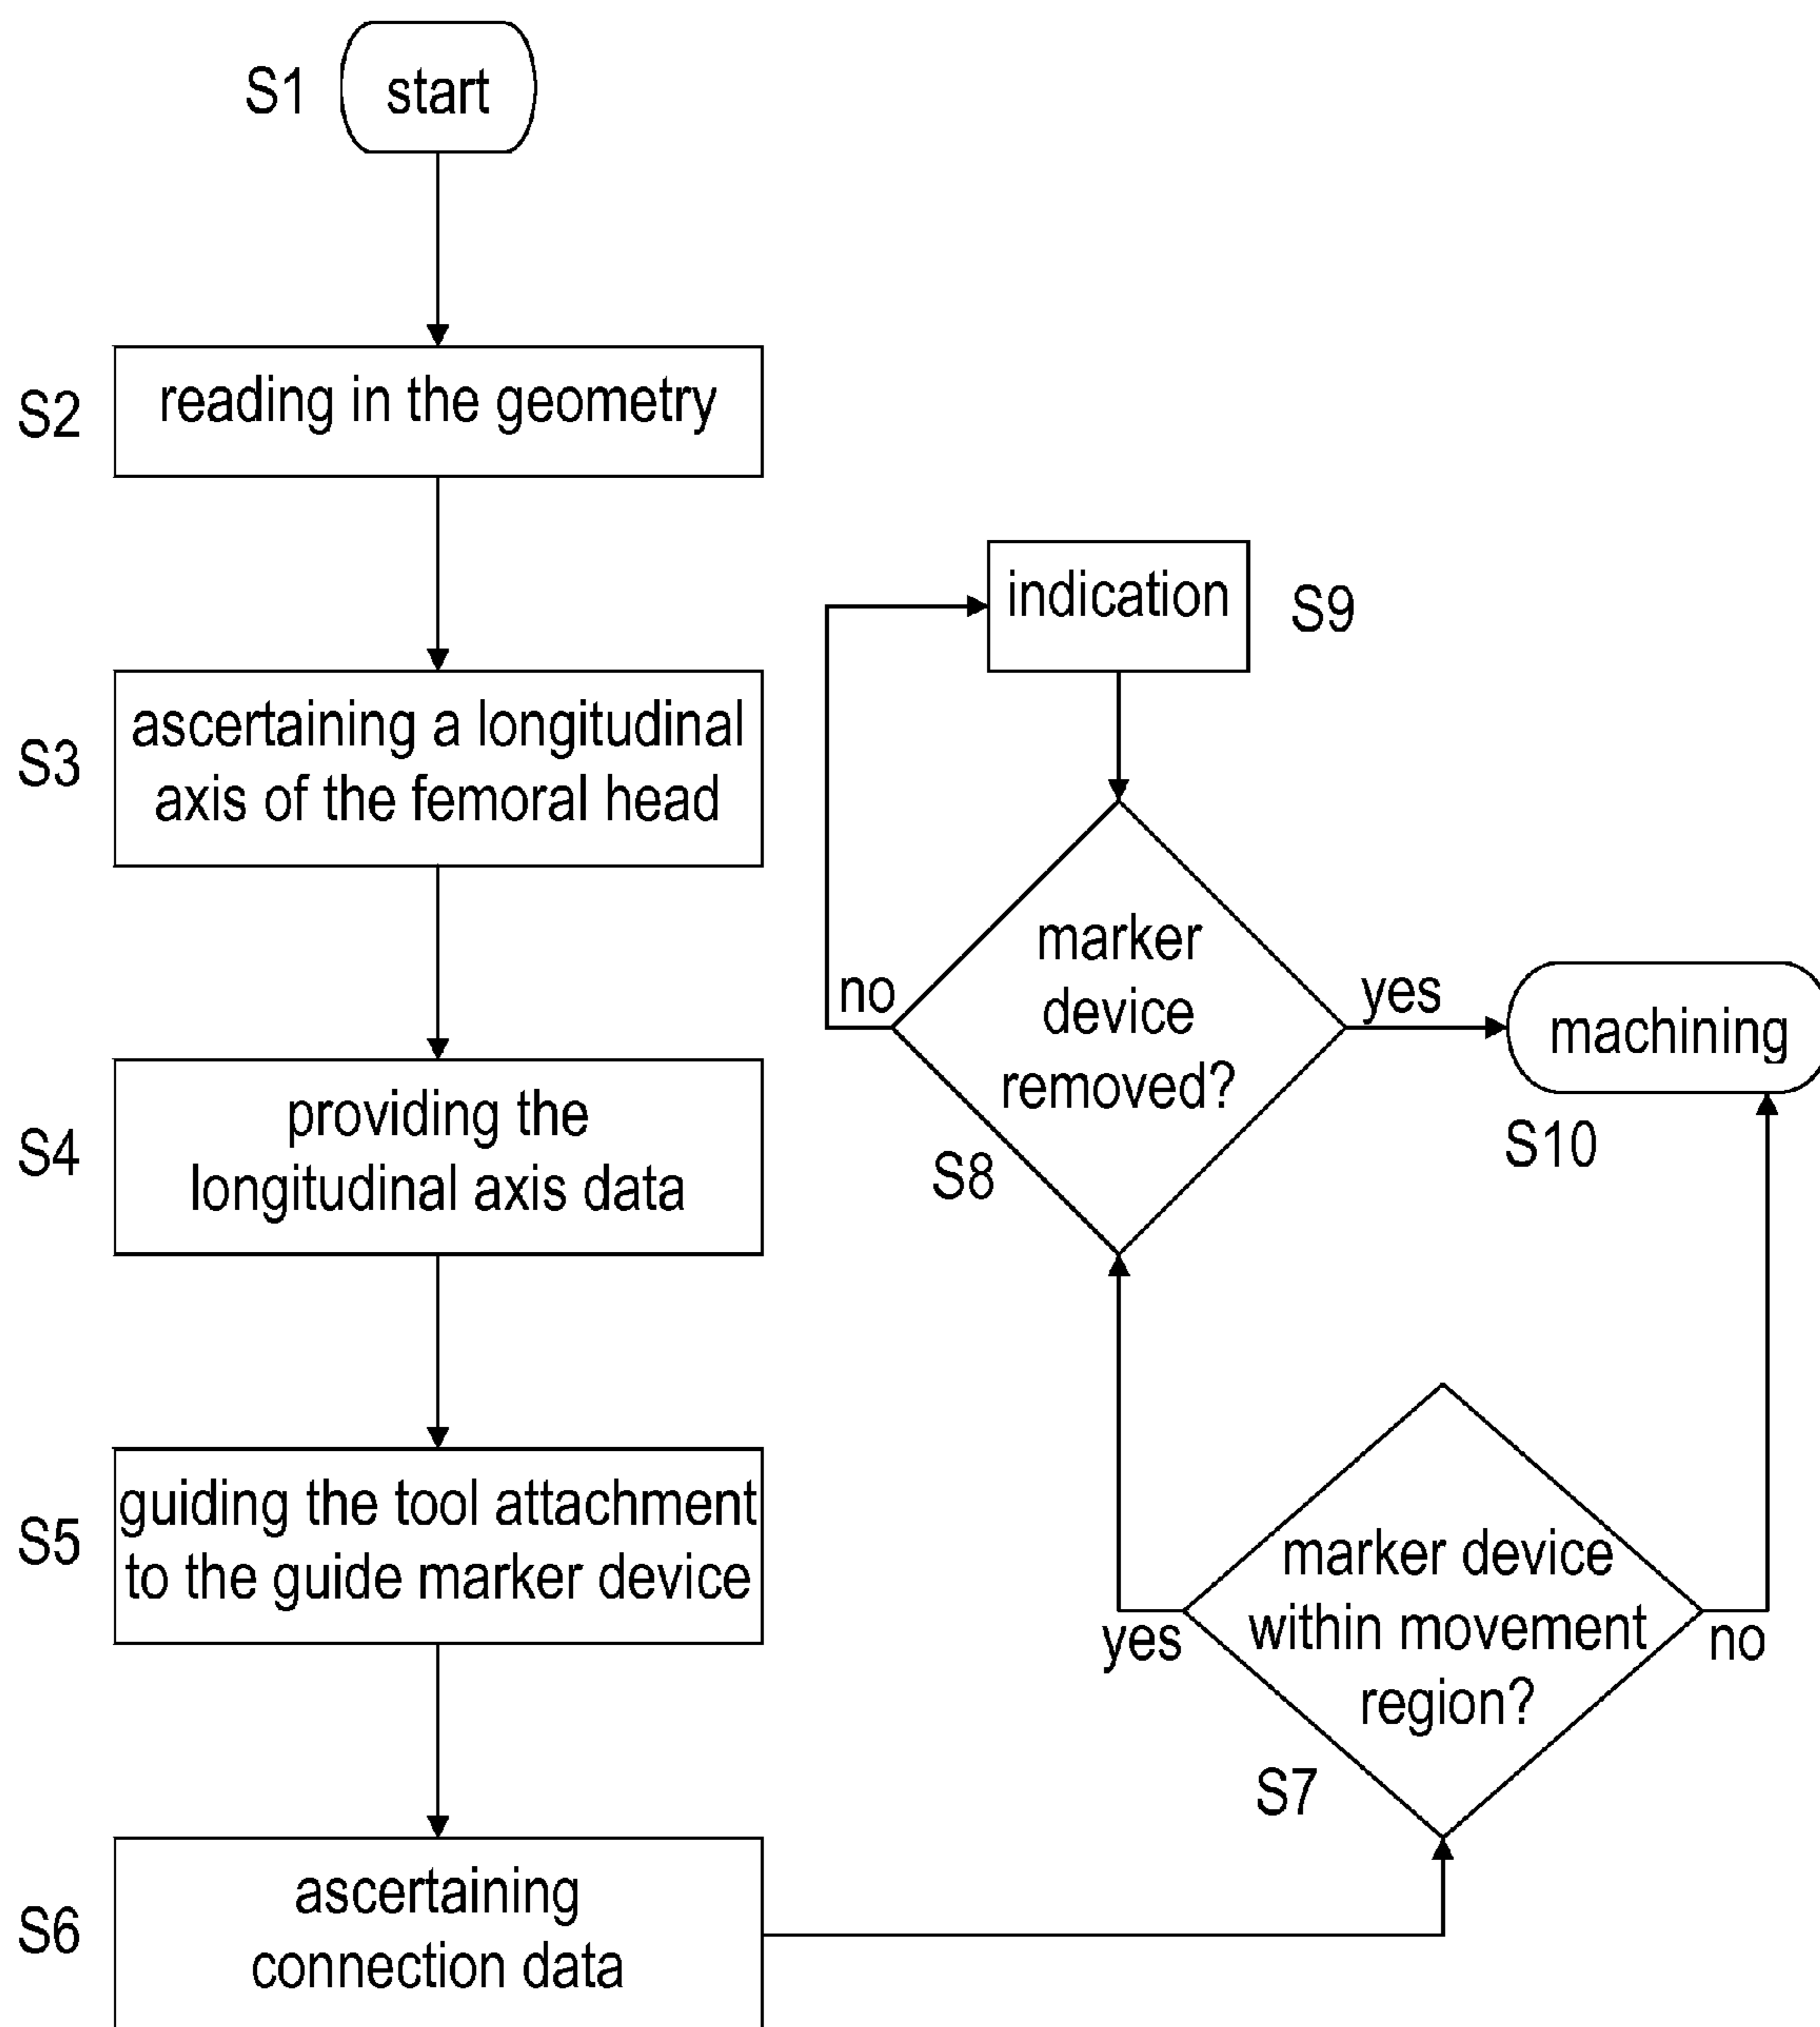 S1
start
S2
reading in the geometry
S3
ascertaining a longitudinal
axis of the femoral head
S4
providing the
longitudinal axis data
S5
guiding the tool attachment
to the guide marker device
S6
ascertaining
connection data
S7
marker device
within movement
region?
yes
no
S8
marker
device
removed?
no
yes
indication
S9
machining
S10